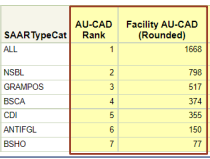 SAARTypeCat AU-CAD Rank Facility AU-CAD (Rounded)
ALL 1 1668
NSBL 2 798
GRAMPOS 3 517
BSCA 4 374
CDI 5 355
ANTIFGL 6 150
BSHO 7 77